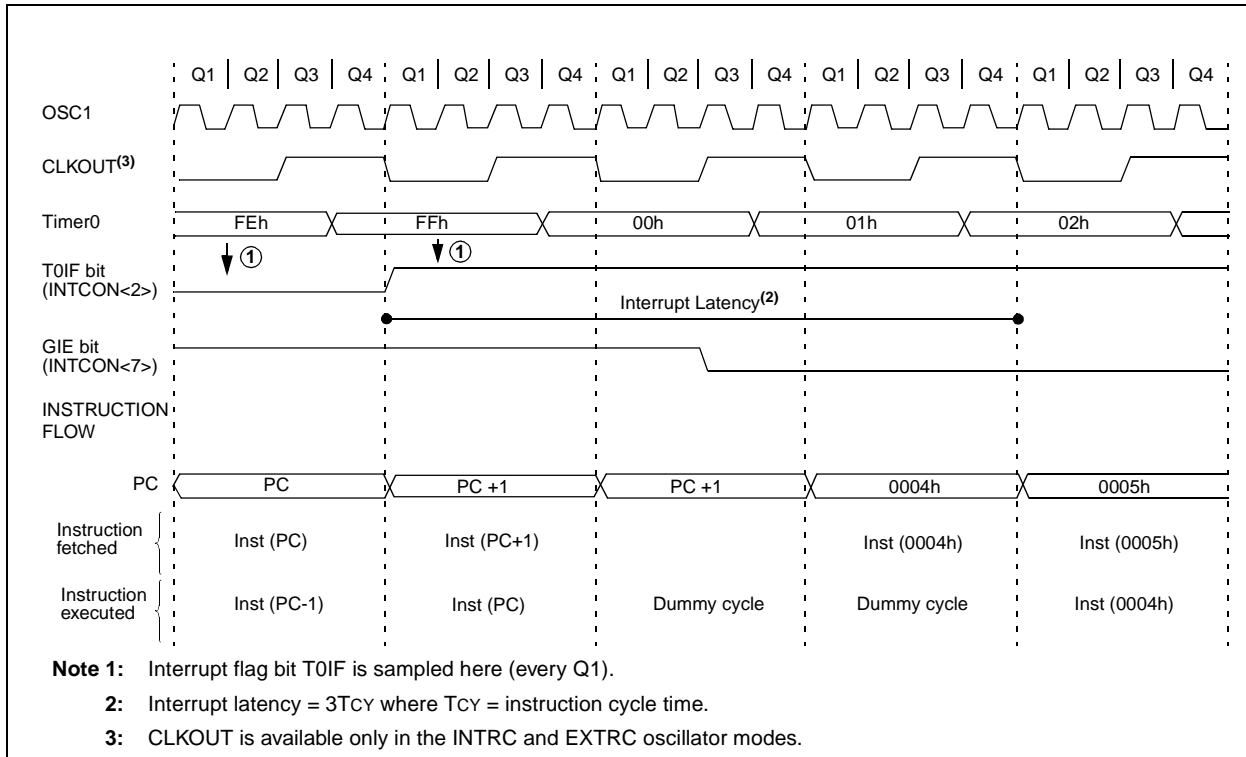 Q1 Q2 Q3 Q4 Q1 Q2 Q3 Q4 Q1 Q2 Q3 Q4 Q1 Q2 Q3 Q4 Q1 Q2 Q3 Q4
OSC1
CLKOUT(3)
Timer0 FEh FFh 00h 01h 02h
1 1
T0IF bit
(INTCON<2>)
Interrupt Latency(2)
GIE bit
(INTCON<7>)
INSTRUCTION
FLOW
PC PC PC +1 PC +1 0004h 0005h
Instruction
fetched
Inst (PC) Inst (PC+1) Inst (0004h) Inst (0005h)
Instruction
executed
Inst (PC-1) Inst (PC) Dummy cycle Dummy cycle Inst (0004h)
Note 1: Interrupt flag bit T0IF is sampled here (every Q1).
2: Interrupt latency = 3TCY where TCY = instruction cycle time.
3: CLKOUT is available only in the INTRC and EXTRC oscillator modes.